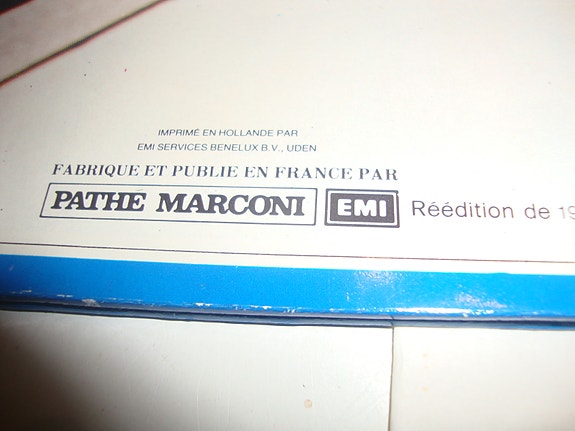 IMPRIMÉ EN HOLLANDE PAR
EMI SERVICES BENELUX B.V., UDEN
FABRIQUE ET PUBLIE EN FRANCE PAR
PATHE MARCONI EMI Réédition de 19